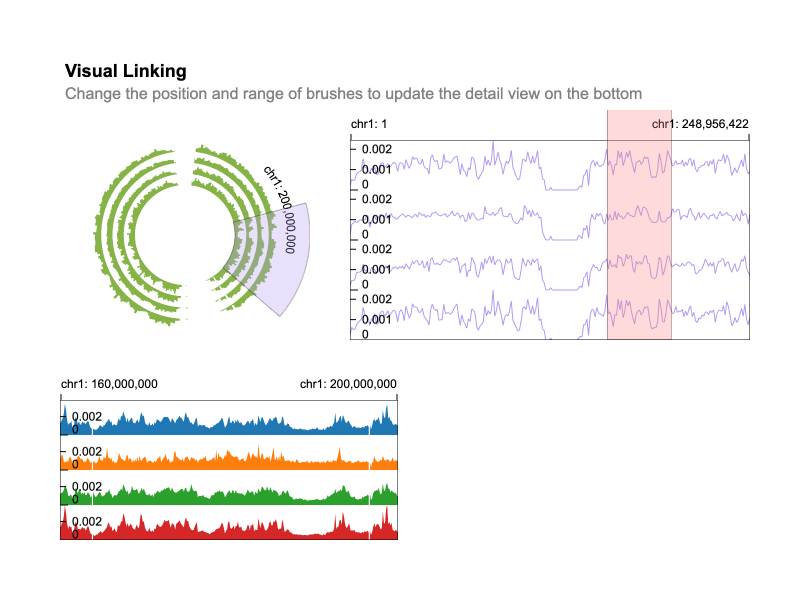 Visual Linking
Change the position and range of brushes to update the detail view on the bottom
chr1: 200,000,000
chr1: 1
chr1: 248,956,422
0.002
0.001
0
0.002
0.001
0
0.002
0.001
0
0.002
0.001
0
chr1: 160,000,000
chr1: 200,000,000
0.002
0
0.002
0
0.002
0
0.002
0